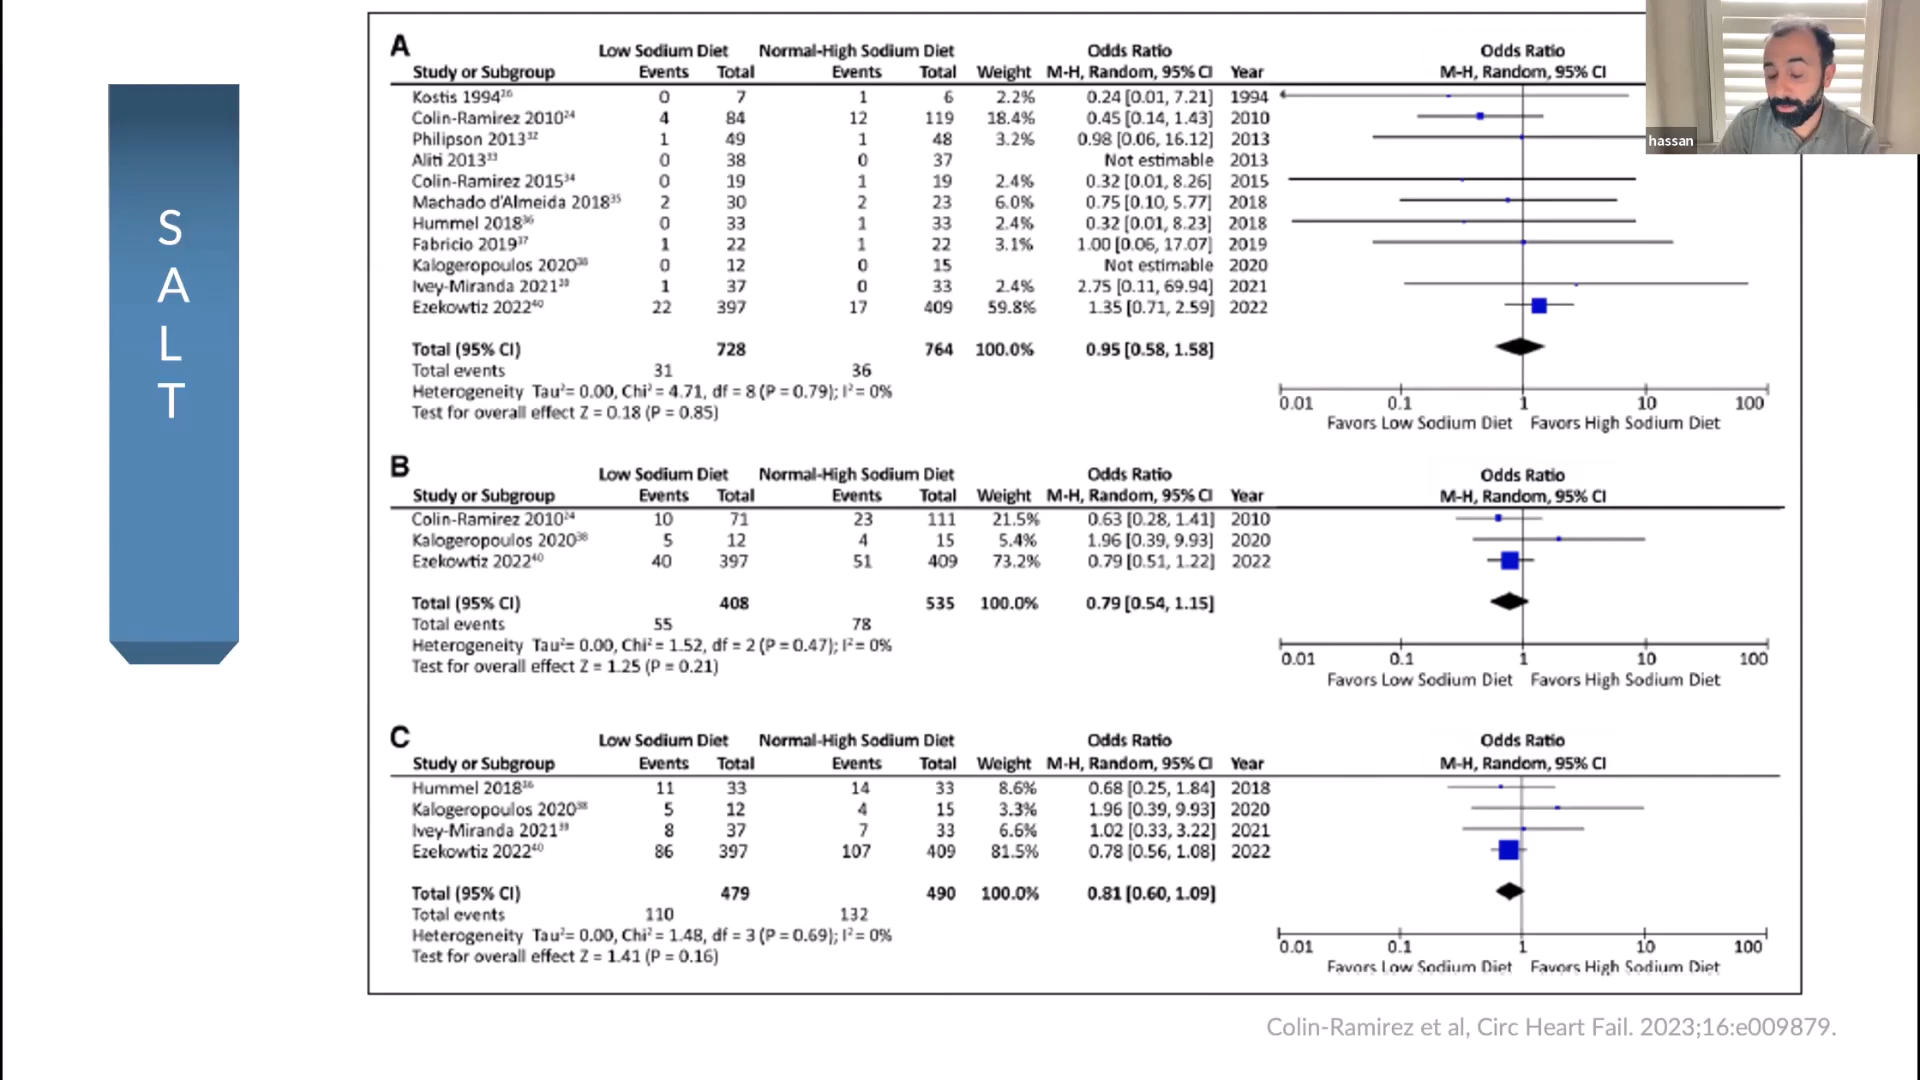 S
A
L
T
A
Low Sodium Diet Normal-High Sodium Diet Odds Ratio Odds Ratio
Study or Subgroup Events Total Events Total Weight M-H, Random, 95% CI Year M-H, Random, 95% CI
Kostis 1994²⁶ 0 7 1 6 2.2% 0.24 [0.01, 7.21] 1994
Colin-Ramirez 2010²⁴ 4 84 12 119 18.4% 0.45 [0.14, 1.43] 2010
Philipson 2013³² 1 49 1 48 3.2% 0.98 [0.06, 16.12] 2013
Aliti 2013³³ 0 38 0 37 Not estimable 2013
Colin-Ramirez 2015³⁴ 0 19 1 19 2.4% 0.32 [0.01, 8.26] 2015
Machado d'Almeida 2018³⁵ 2 30 2 23 6.0% 0.75 [0.10, 5.77] 2018
Hummel 2018³⁶ 0 33 1 33 2.4% 0.32 [0.01, 8.23] 2018
Fabricio 2019³⁷ 1 22 1 22 3.1% 1.00 [0.06, 17.07] 2019
Kalogeropoulos 2020³⁸ 0 12 0 15 Not estimable 2020
Ivey-Miranda 2021³⁹ 1 37 0 33 2.4% 2.75 [0.11, 69.94] 2021
Ezekowtiz 2022⁴⁰ 22 397 17 409 59.8% 1.35 [0.71, 2.59] 2022
Total (95% CI) 728 764 100.0% 0.95 [0.58, 1.58]
Total events 31 36
Heterogeneity Tau²= 0.00, Chi² = 4.71, df = 8 (P = 0.79); I² = 0%
Test for overall effect Z = 0.18 (P = 0.85)
0.01 0.1 1 10 100
Favors Low Sodium Diet Favors High Sodium Diet
B
Low Sodium Diet Normal-High Sodium Diet Odds Ratio Odds Ratio
Study or Subgroup Events Total Events Total Weight M-H, Random, 95% CI Year M-H, Random, 95% CI
Colin-Ramirez 2010²⁴ 10 71 23 111 21.5% 0.63 [0.28, 1.41] 2010
Kalogeropoulos 2020³⁸ 5 12 4 15 5.4% 1.96 [0.39, 9.93] 2020
Ezekowtiz 2022⁴⁰ 40 397 51 409 73.2% 0.79 [0.51, 1.22] 2022
Total (95% CI) 408 535 100.0% 0.79 [0.54, 1.15]
Total events 55 78
Heterogeneity Tau²= 0.00, Chi² = 1.52, df = 2 (P = 0.47); I² = 0%
Test for overall effect Z = 1.25 (P = 0.21)
0.01 0.1 1 10 100
Favors Low Sodium Diet Favors High Sodium Diet
C
Low Sodium Diet Normal-High Sodium Diet Odds Ratio Odds Ratio
Study or Subgroup Events Total Events Total Weight M-H, Random, 95% CI Year M-H, Random, 95% CI
Hummel 2018³⁶ 11 33 14 33 8.6% 0.68 [0.25, 1.84] 2018
Kalogeropoulos 2020³⁸ 5 12 4 15 3.3% 1.96 [0.39, 9.93] 2020
Ivey-Miranda 2021³⁹ 8 37 7 33 6.6% 1.02 [0.33, 3.22] 2021
Ezekowtiz 2022⁴⁰ 86 397 107 409 81.5% 0.78 [0.56, 1.08] 2022
Total (95% CI) 479 490 100.0% 0.81 [0.60, 1.09]
Total events 110 132
Heterogeneity Tau²= 0.00, Chi² = 1.48, df = 3 (P = 0.69); I² = 0%
Test for overall effect Z = 1.41 (P = 0.16)
0.01 0.1 1 10 100
Favors Low Sodium Diet Favors High Sodium Diet
Colin-Ramirez et al, Circ Heart Fail. 2023;16:e009879.
hassan